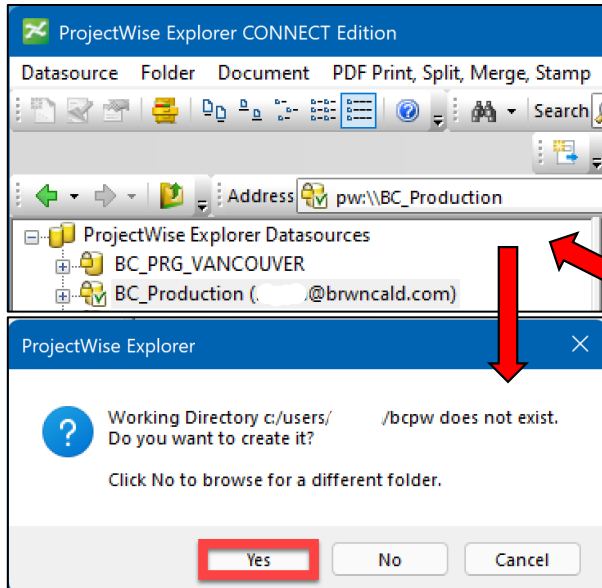 ProjectWise Explorer CONNECT Edition
Datasource Folder Document PDF Print, Split, Merge, Stamp
Search
Address pw:\\BC_Production
ProjectWise Explorer Datasources
BC_PRG_VANCOUVER
BC_Production ( @brwncald.com)
ProjectWise Explorer
Working Directory c:/users/ /bcpw does not exist.
Do you want to create it?
Click No to browse for a different folder.
Yes No Cancel